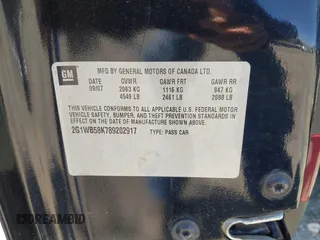 GM
MFD BY GENERAL MOTORS OF CANADA LTD.
DATE GVWR GAWR FRT GAWR RR
09/07 2063 KG 1116 KG 947 KG
4549 LB 2461 LB 2088 LB
THIS VEHICLE CONFORMS TO ALL APPLICABLE U.S. FEDERAL MOTOR
VEHICLE SAFETY, BUMPER, AND THEFT PREVENTION STANDARDS IN
EFFECT ON THE DATE OF MANUFACTURE SHOWN ABOVE.
2G1WB58K789202917 TYPE: PASS CAR
DREAMBID